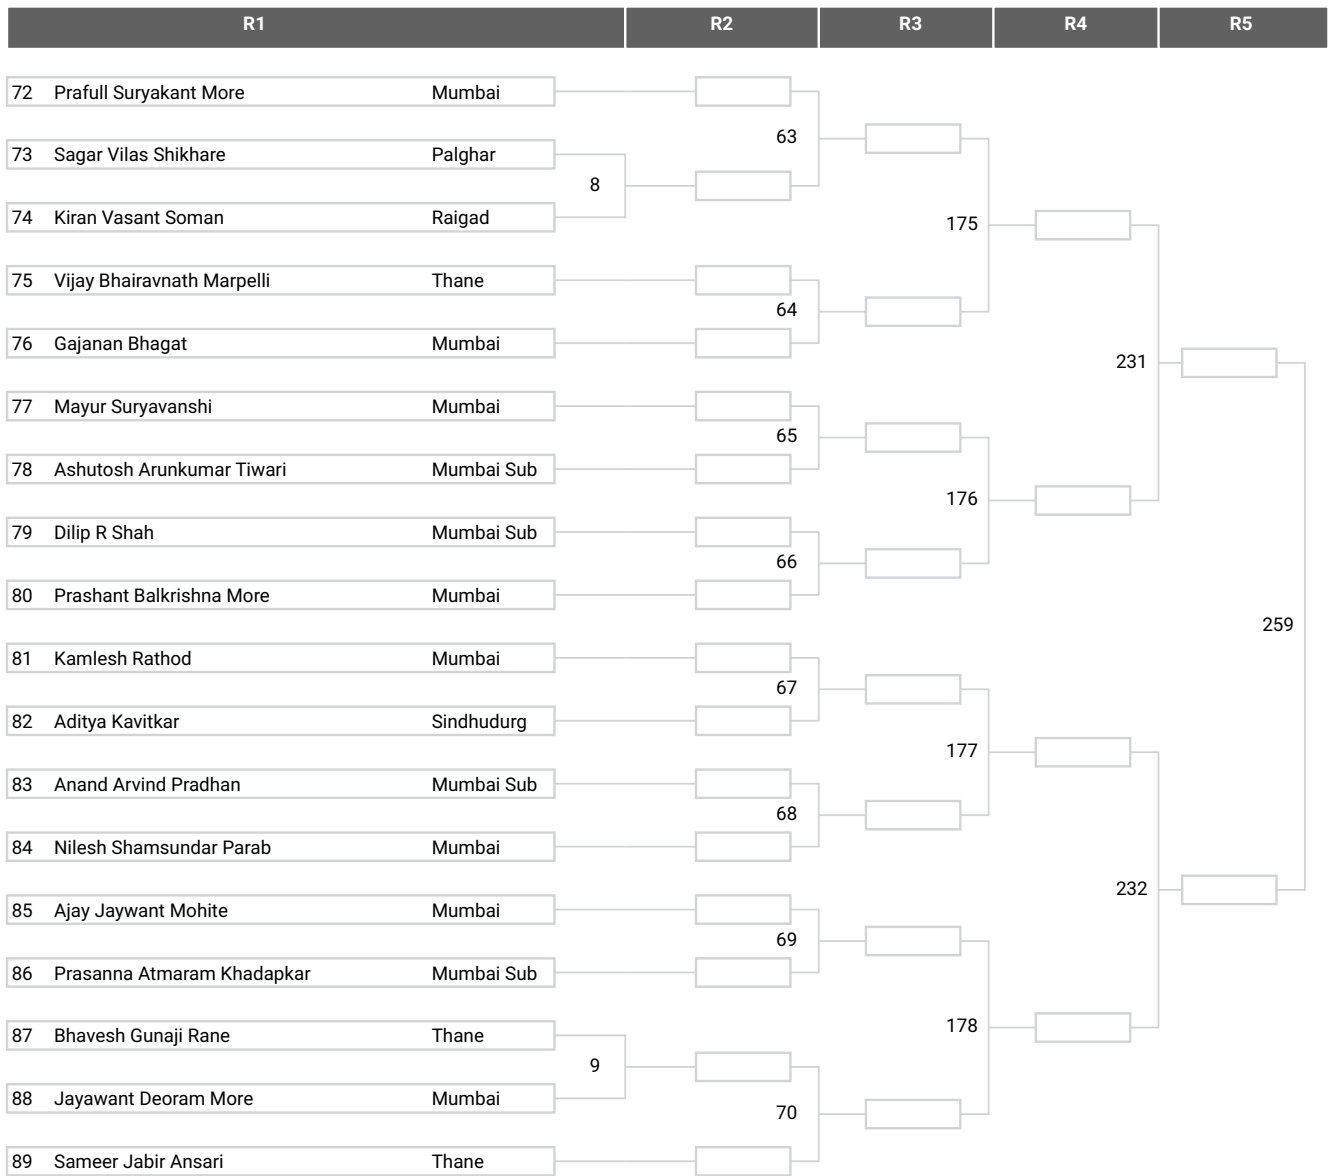 R1 R2 R3 R4 R5
72 Prafull Suryakant More Mumbai
63
73 Sagar Vilas Shikhare Palghar
8
74 Kiran Vasant Soman Raigad
175
75 Vijay Bhairavnath Marpelli Thane
64
76 Gajanan Bhagat Mumbai
231
77 Mayur Suryavanshi Mumbai
65
78 Ashutosh Arunkumar Tiwari Mumbai Sub
176
79 Dilip R Shah Mumbai Sub
66
80 Prashant Balkrishna More Mumbai
259
81 Kamlesh Rathod Mumbai
67
82 Aditya Kavitkar Sindhudurg
177
83 Anand Arvind Pradhan Mumbai Sub
68
84 Nilesh Shamsundar Parab Mumbai
232
85 Ajay Jaywant Mohite Mumbai
69
86 Prasanna Atmaram Khadapkar Mumbai Sub
178
87 Bhavesh Gunaji Rane Thane
9
88 Jayawant Deoram More Mumbai
70
89 Sameer Jabir Ansari Thane